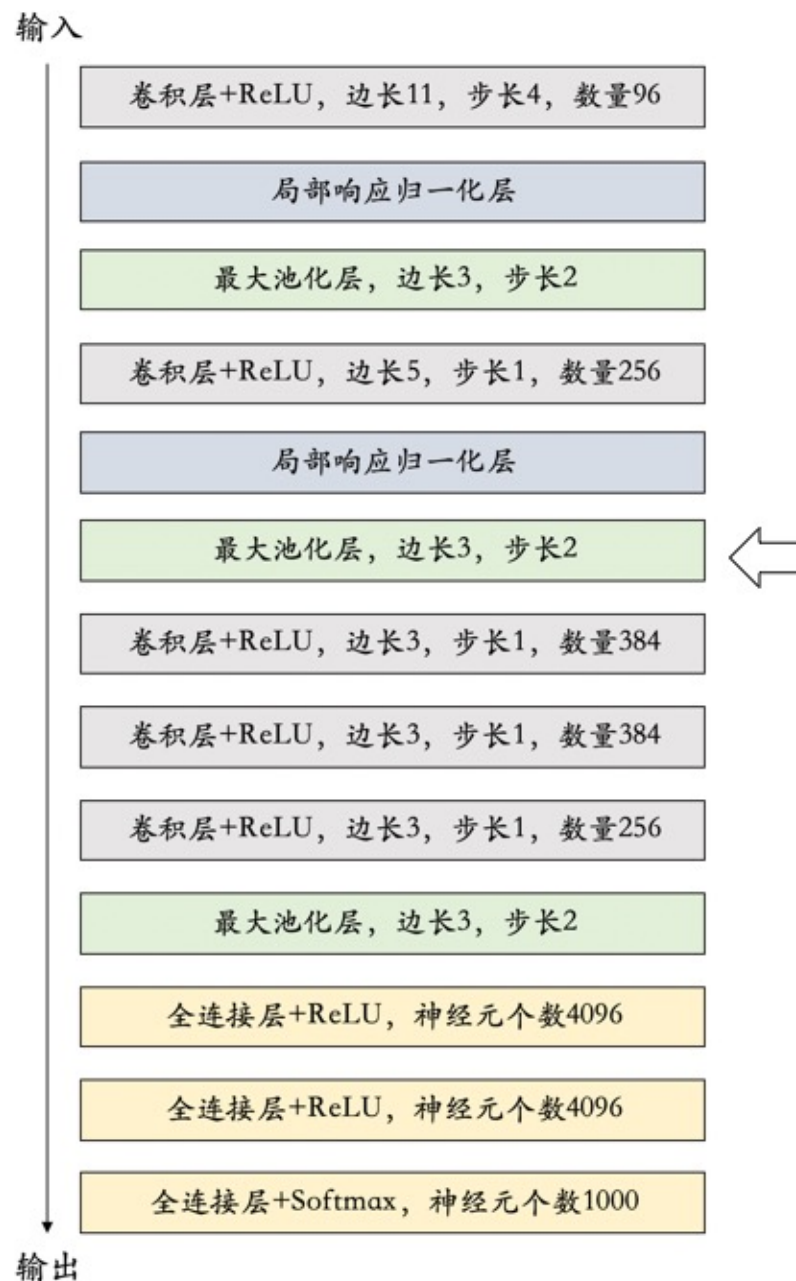 输入
卷积层+ReLU，边长11，步长4，数量96
局部响应归一化层
最大池化层，边长3，步长2
卷积层+ReLU，边长5，步长1，数量256
局部响应归一化层
最大池化层，边长3，步长2
卷积层+ReLU，边长3，步长1，数量384
卷积层+ReLU，边长3，步长1，数量384
卷积层+ReLU，边长3，步长1，数量256
最大池化层，边长3，步长2
全连接层+ReLU，神经元个数4096
全连接层+ReLU，神经元个数4096
全连接层+Softmax，神经元个数1000
输出